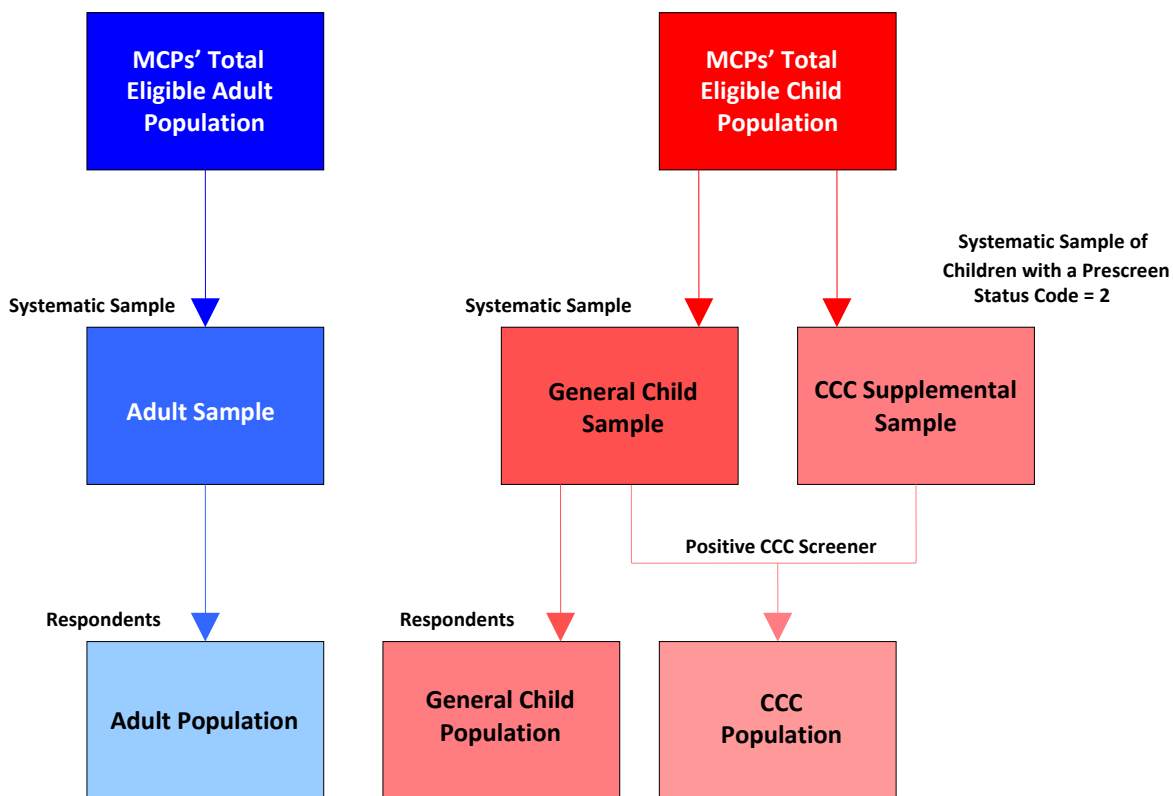 MCPs' Total
Eligible Adult
Population
MCPs' Total
Eligible Child
Population
Systematic Sample of
Children with a Prescreen
Status Code = 2
Systematic Sample
Systematic Sample
Adult Sample
General Child
Sample
CCC Supplemental
Sample
Positive CCC Screener
Respondents
Respondents
Adult Population
General Child
Population
CCC
Population